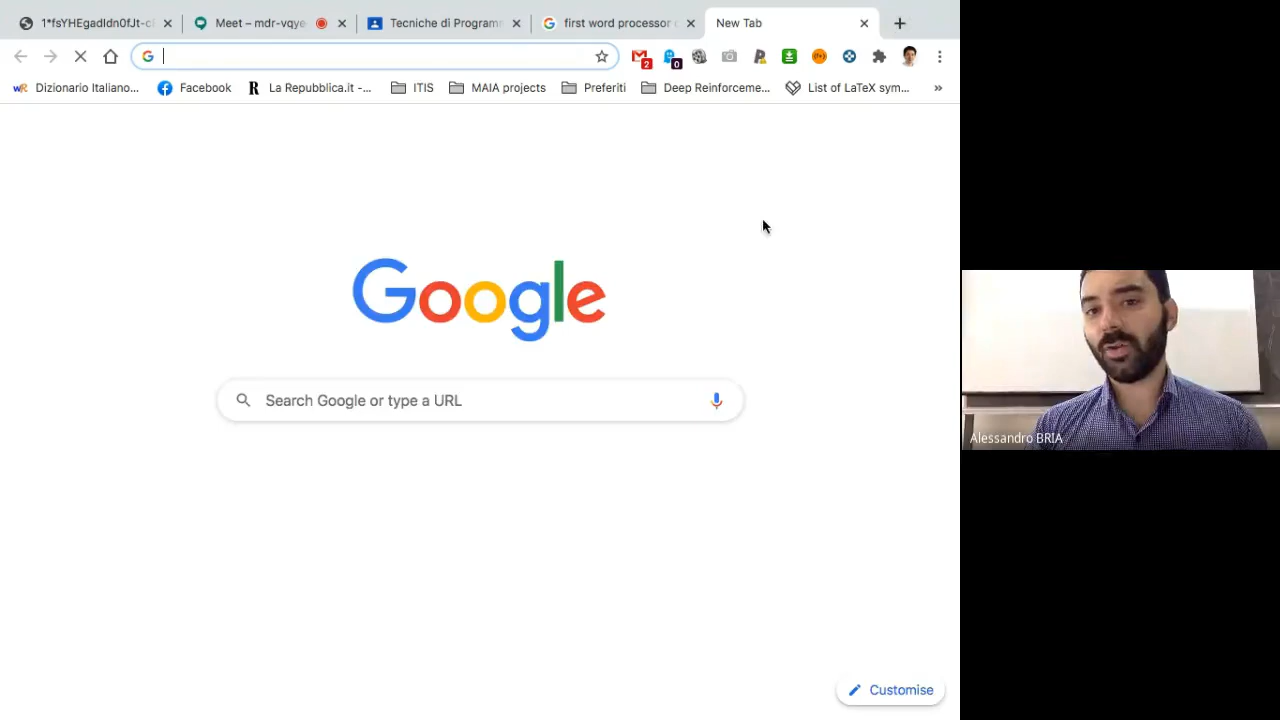 1*fsYHEgadIdn0fJt-c
Meet – mdr-vqye
Tecniche di Program
first word processor
New Tab
2
0
Dizionario Italiano...
Facebook
R La Repubblica.it -...
ITIS
MAIA projects
Preferiti
Deep Reinforceme...
List of LaTeX sym...
»
Google
Search Google or type a URL
Alessandro BRIA
Customise